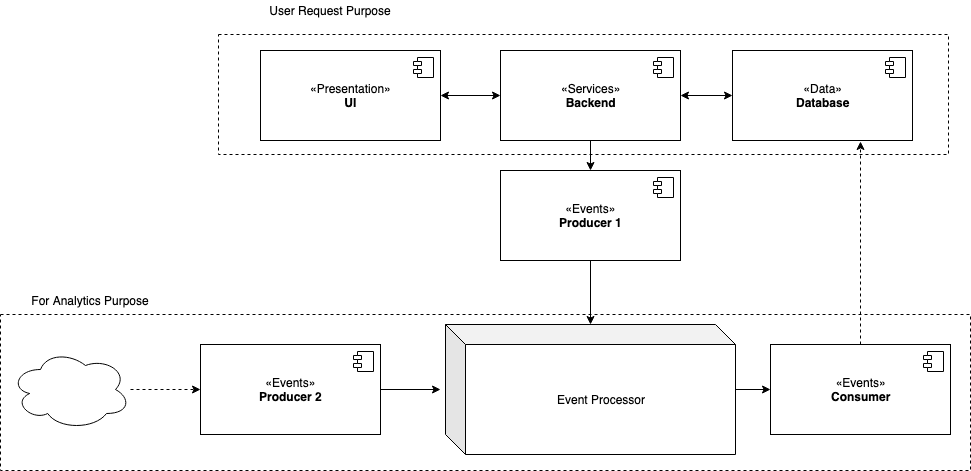 User Request Purpose
«Presentation»
UI
«Services»
Backend
«Data»
Database
«Events»
Producer 1
For Analytics Purpose
«Events»
Producer 2
Event Processor
«Events»
Consumer